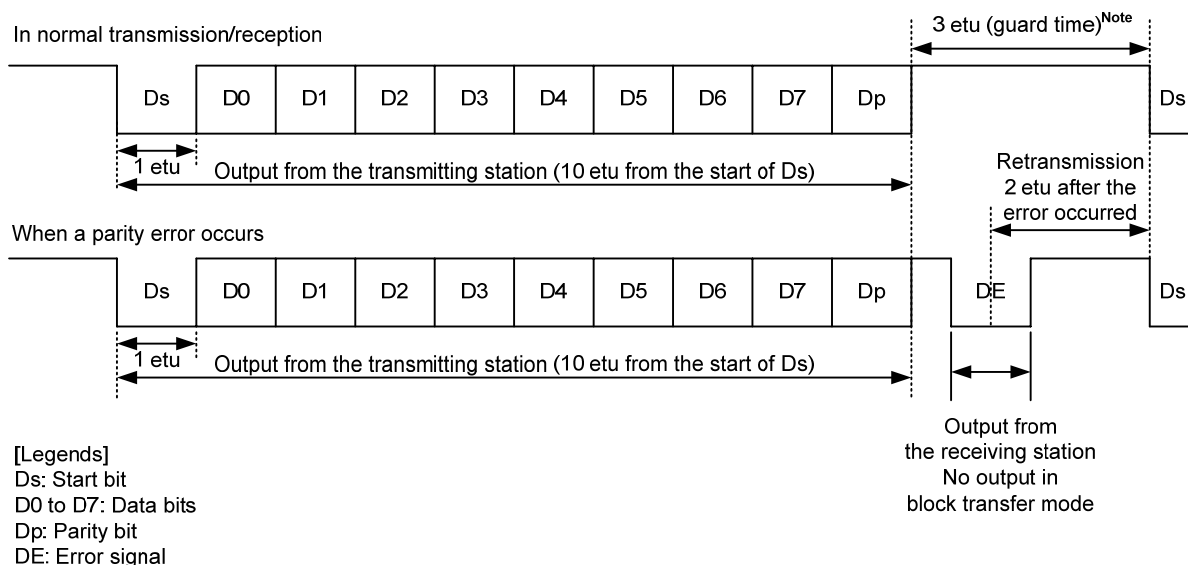 In normal transmission/reception
3 etu (guard time)Note
Ds D0 D1 D2 D3 D4 D5 D6 D7 Dp Ds
1 etu
Output from the transmitting station (10 etu from the start of Ds)
Retransmission
2 etu after the
error occurred
When a parity error occurs
Ds D0 D1 D2 D3 D4 D5 D6 D7 Dp DE Ds
1 etu
Output from the transmitting station (10 etu from the start of Ds)
Output from
the receiving station
No output in
block transfer mode
[Legends]
Ds: Start bit
D0 to D7: Data bits
Dp: Parity bit
DE: Error signal